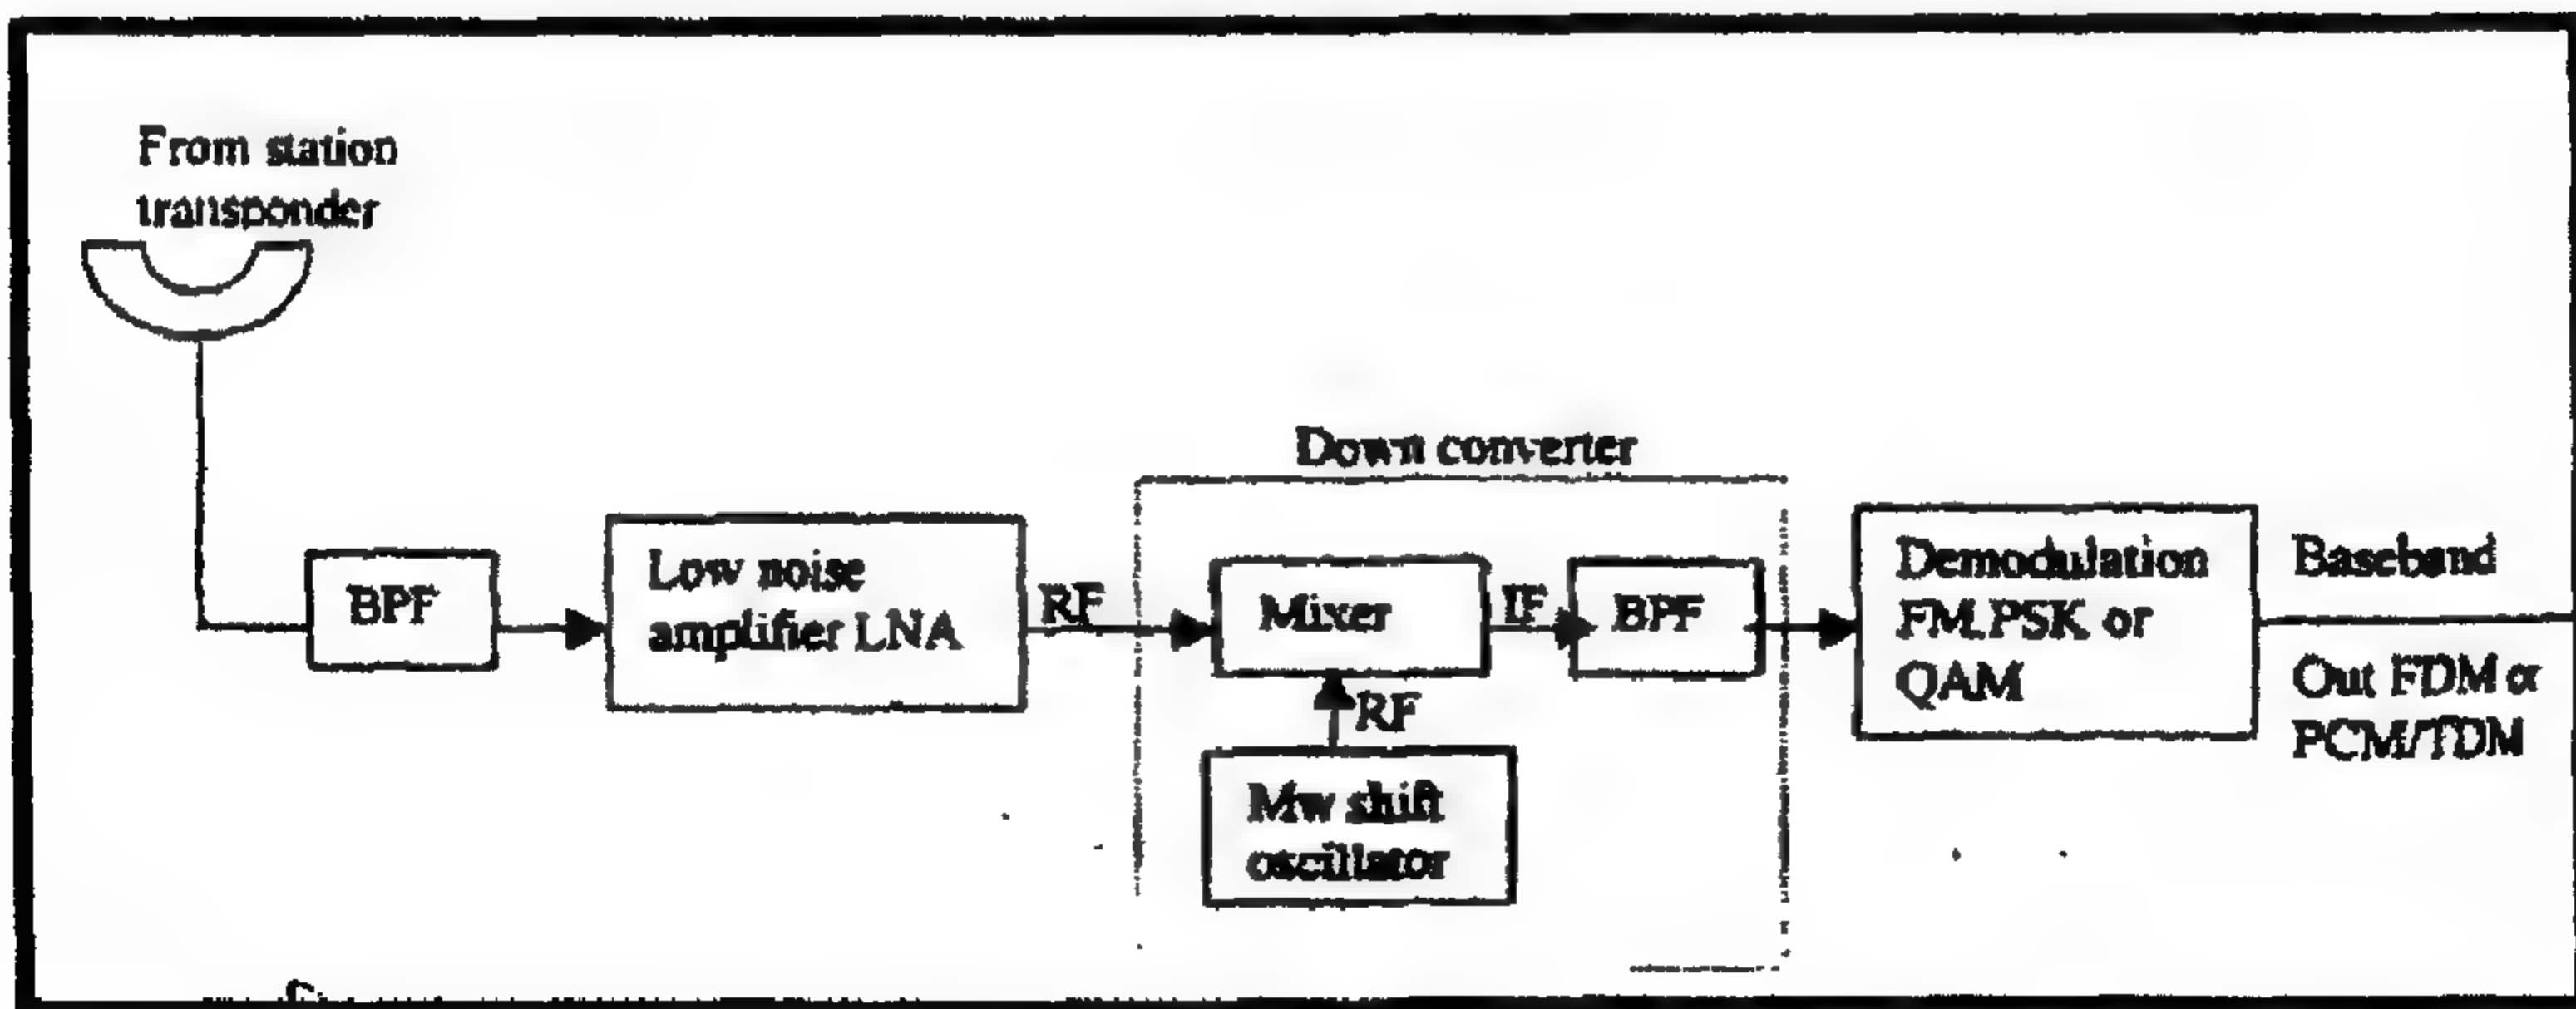 From station
transponder
Down converter
BPF
Low noise
amplifier LNA
RF
Mixer
IF
BPF
RF
Mw shift
oscillator
Demodulation
FM.PSK or
QAM
Baseband
Out FDM or
PCM/TDM